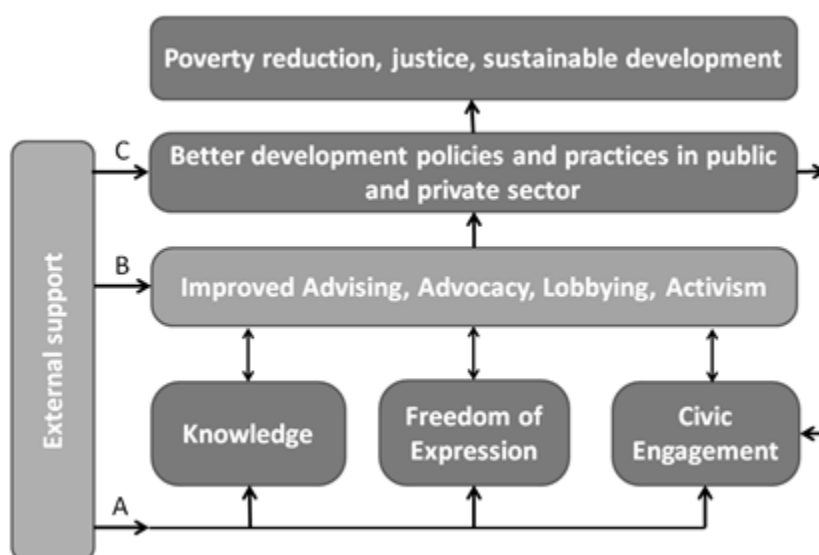 Poverty reduction, justice, sustainable development
C
Better development policies and practices in public
and private sector
B
Improved Advising, Advocacy, Lobbying, Activism
External support
Knowledge
Freedom of
Expression
Civic
Engagement
A